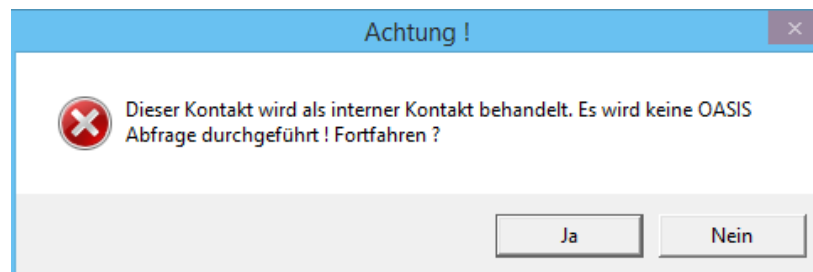 Achtung !
Dieser Kontakt wird als interner Kontakt behandelt. Es wird keine OASIS
Abfrage durchgeführt ! Fortfahren ?
Ja
Nein